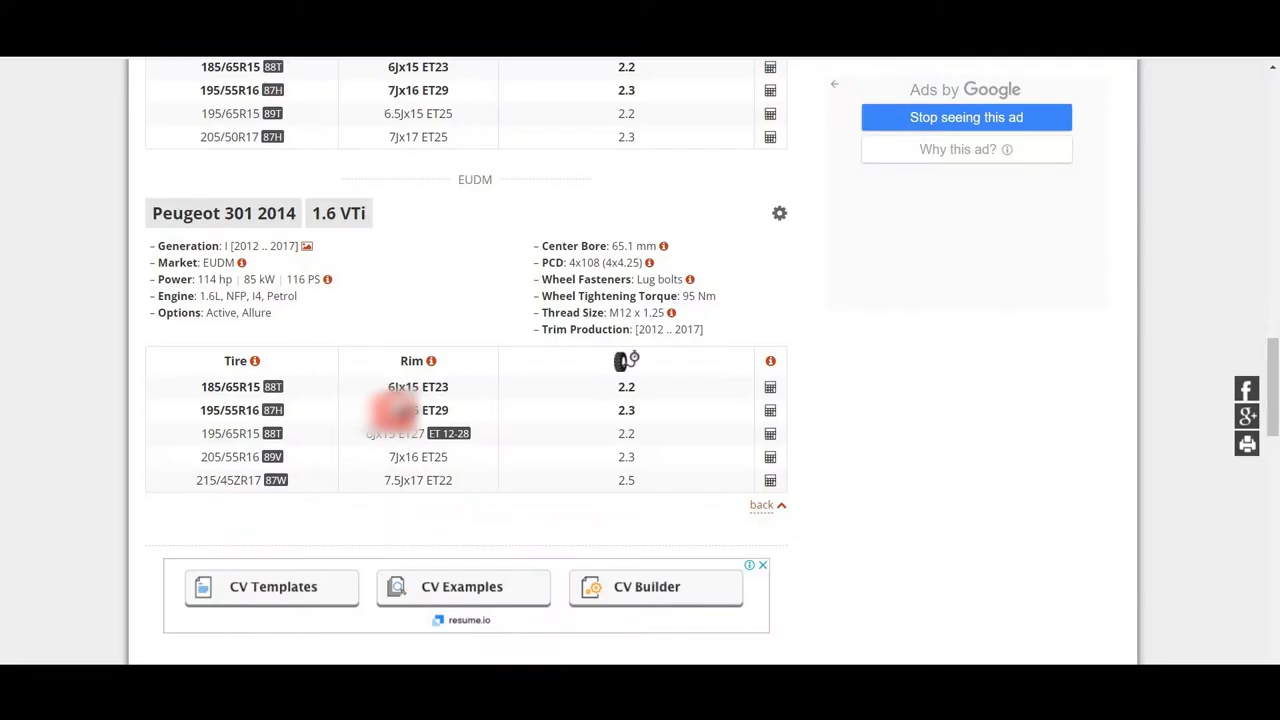 185/65R15 88T 6Jx15 ET23 2.2
195/55R16 87H 7Jx16 ET29 2.3
195/65R15 89T 6.5Jx15 ET25 2.2
205/50R17 87H 7Jx17 ET25 2.3
Ads by Google
Stop seeing this ad
Why this ad?
EUDM
Peugeot 301 2014 1.6 VTi
– Generation: I [2012 .. 2017]
– Market: EUDM
– Power: 114 hp | 85 kW | 116 PS
– Engine: 1.6L, NFP, I4, Petrol
– Options: Active, Allure
– Center Bore: 65.1 mm
– PCD: 4x108 (4x4.25)
– Wheel Fasteners: Lug bolts
– Wheel Tightening Torque: 95 Nm
– Thread Size: M12 x 1.25
– Trim Production: [2012 .. 2017]
Tire Rim
185/65R15 88T 6Jx15 ET23 2.2
195/55R16 87H ET29 2.3
195/65R15 88T 6Jx15 ET27 ET 12-28 2.2
205/55R16 89V 7Jx16 ET25 2.3
215/45ZR17 87W 7.5Jx17 ET22 2.5
back
CV Templates CV Examples CV Builder
resume.io